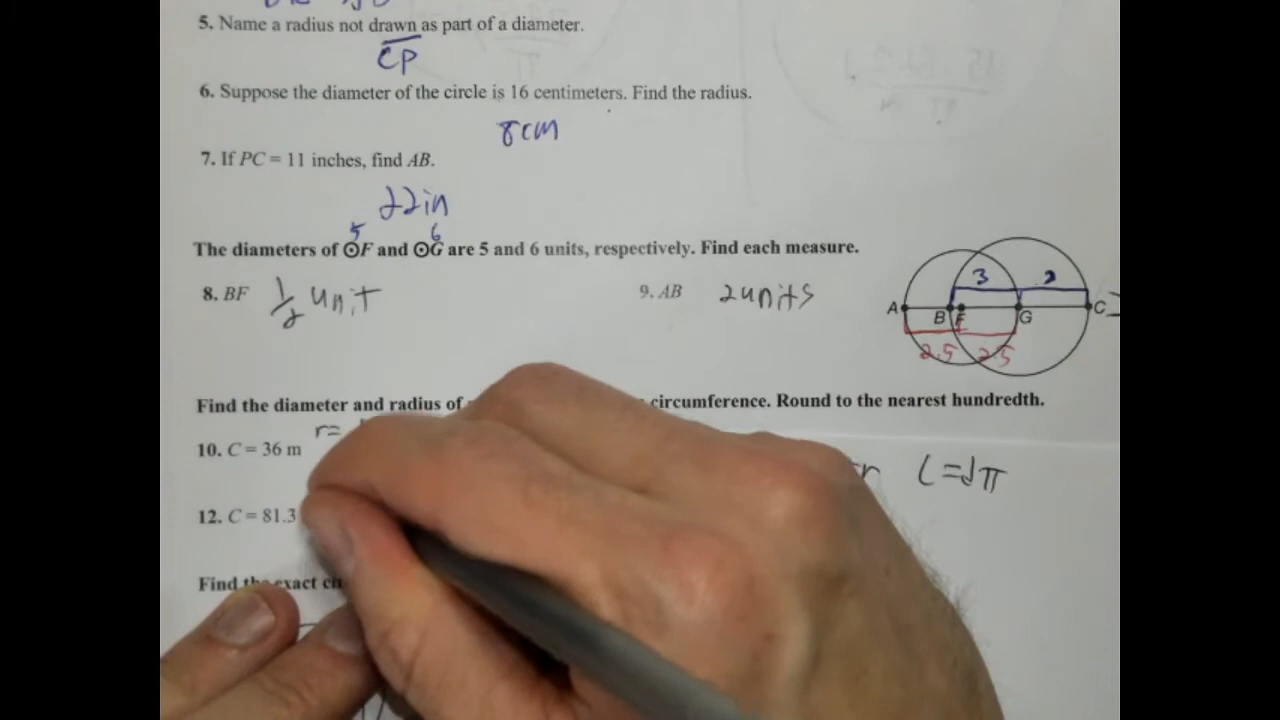 5. Name a radius not drawn as part of a diameter.
CP
6. Suppose the diameter of the circle is 16 centimeters. Find the radius.
8cm
7. If PC = 11 inches, find AB.
22in
5 6
The diameters of ⊙F and ⊙G are 5 and 6 units, respectively. Find each measure.
8. BF 1/2 unit
9. AB 2units
3 2
A B F G C
2.5 2.5
Find the diameter and radius of circumference. Round to the nearest hundredth.
r=
10. C = 36 m
r C=dπ
12. C = 81.3
Find the exact